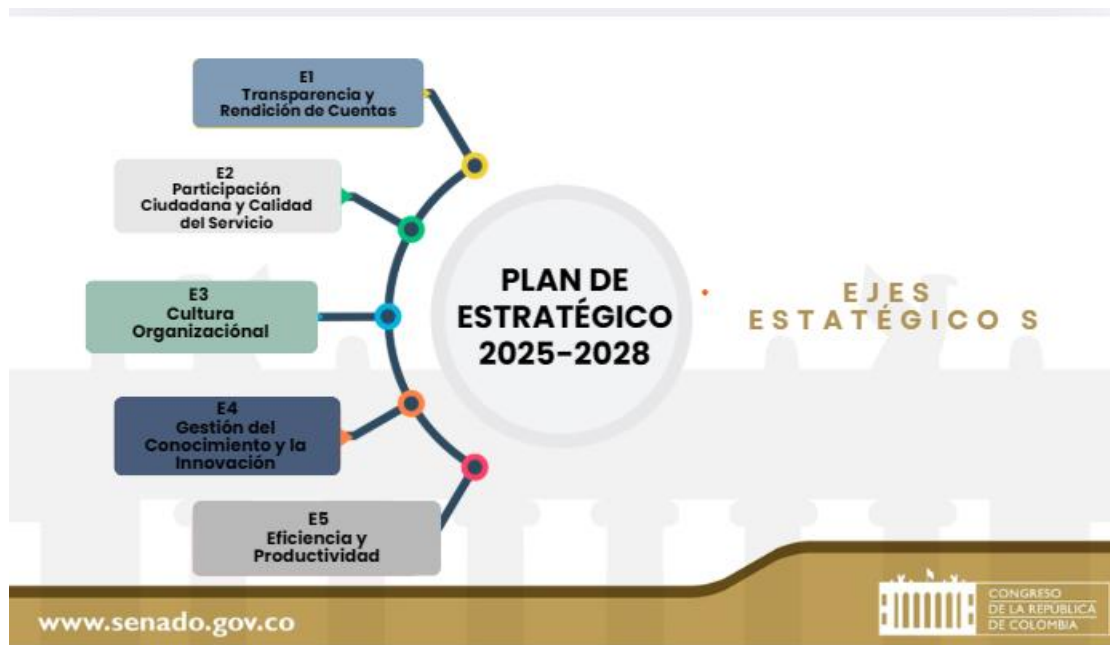 E1
Transparencia y
Rendición de Cuentas
E2
Participación
Ciudadana y Calidad
del Servicio
E3
Cultura
Organizaciónal
E4
Gestión del
Conocimiento y la
Innovación
E5
Eficiencia y
Productividad
PLAN DE
ESTRATÉGICO
2025-2028
EJES
ESTATÉGICO S
www.senado.gov.co
CONGRESO
DE LA REPÚBLICA
DE COLOMBIA